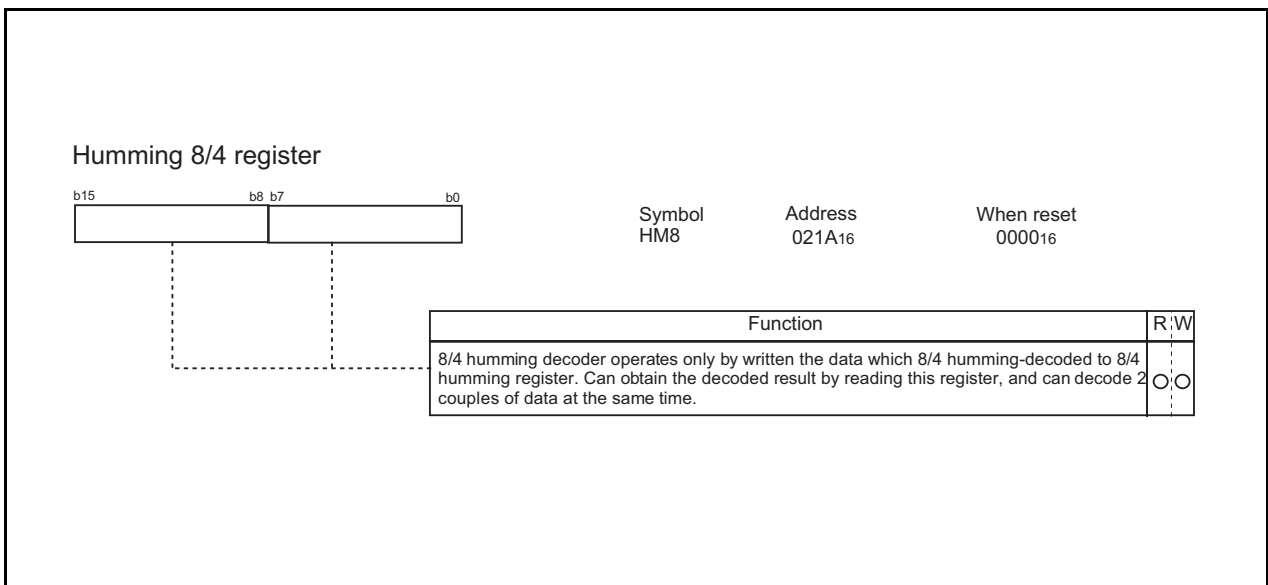 Humming 8/4 register
b15 b8 b7 b0
Symbol Address When reset
HM8 021A16 000016
Function R W
8/4 humming decoder operates only by written the data which 8/4 humming-decoded to 8/4
humming register. Can obtain the decoded result by reading this register, and can decode 2
couples of data at the same time.